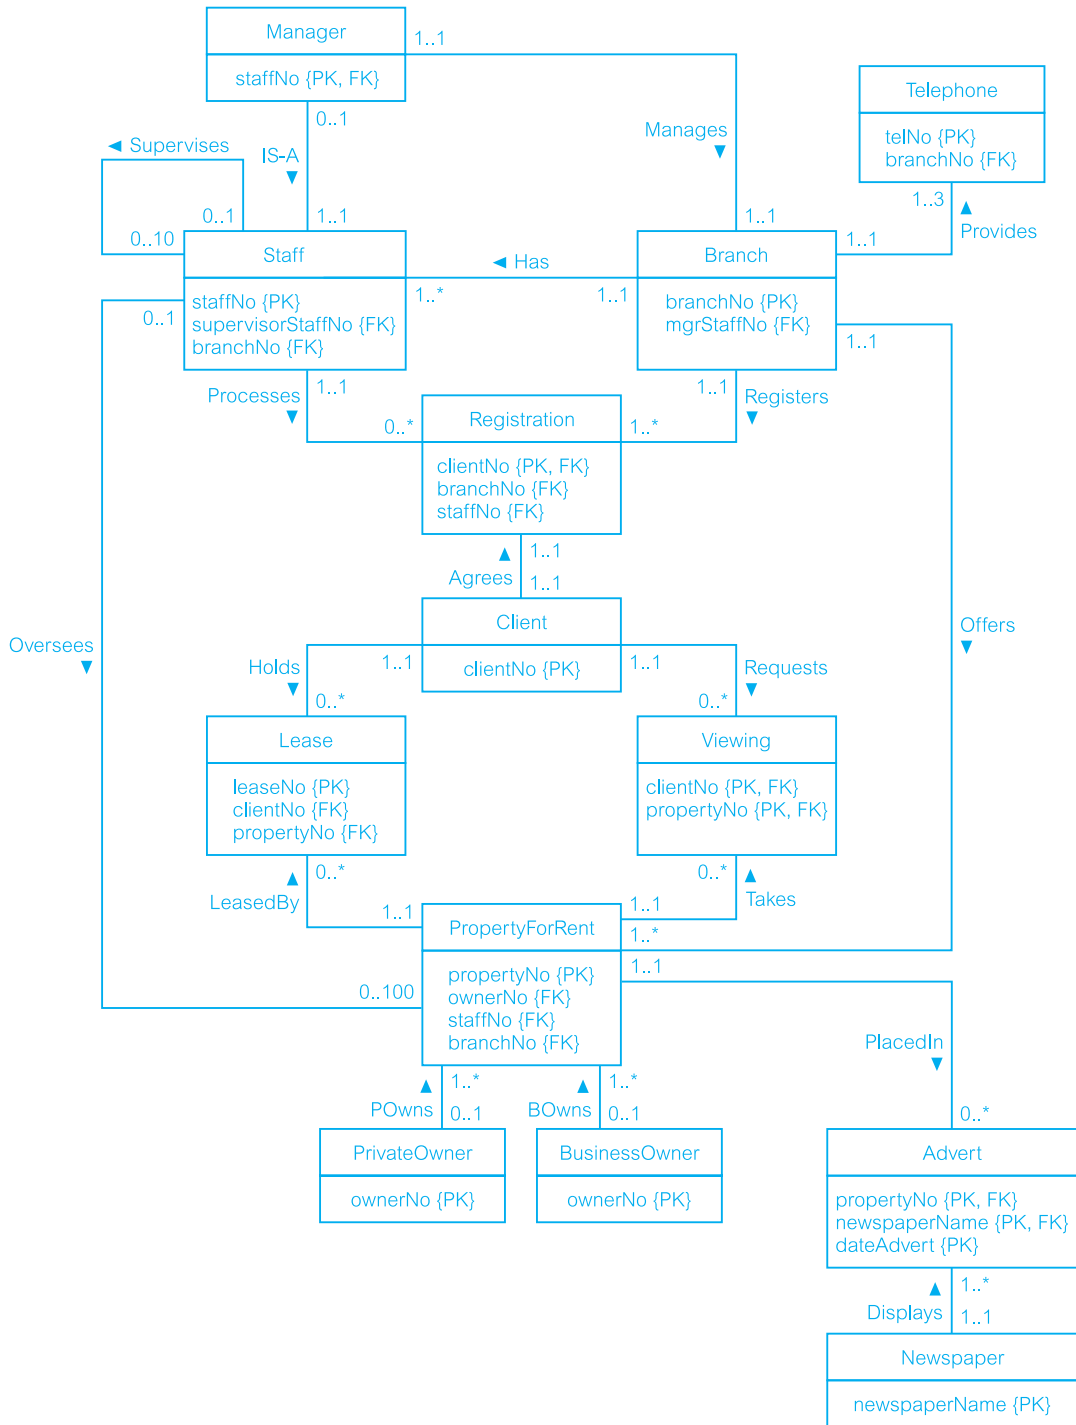 Manager
1..1
staffNo {PK, FK}
0..1
Telephone
telNo {PK}
branchNo {FK}
1..3
Manages
◄ Supervises
IS-A
0..1
1..1
0..10
1..1
1..1
Provides
Staff
◄ Has
Branch
1..*
1..1
staffNo {PK}
supervisorStaffNo {FK}
branchNo {FK}
0..1
branchNo {PK}
mgrStaffNo {FK}
1..1
1..1
1..1
Processes
Registers
0..*
Registration
1..*
clientNo {PK, FK}
branchNo {FK}
staffNo {FK}
1..1
Agrees
1..1
Client
Oversees
Offers
1..1
clientNo {PK}
1..1
Holds
Requests
0..*
0..*
Lease
Viewing
leaseNo {PK}
clientNo {FK}
propertyNo {FK}
clientNo {PK, FK}
propertyNo {PK, FK}
0..*
0..*
LeasedBy
Takes
1..1
1..1
PropertyForRent
1..*
1..1
propertyNo {PK}
ownerNo {FK}
staffNo {FK}
branchNo {FK}
0..100
PlacedIn
1..*
1..*
POwns
0..1
BOwns
0..1
0..*
PrivateOwner
BusinessOwner
Advert
ownerNo {PK}
ownerNo {PK}
propertyNo {PK, FK}
newspaperName {PK, FK}
dateAdvert {PK}
1..*
Displays
1..1
Newspaper
newspaperName {PK}